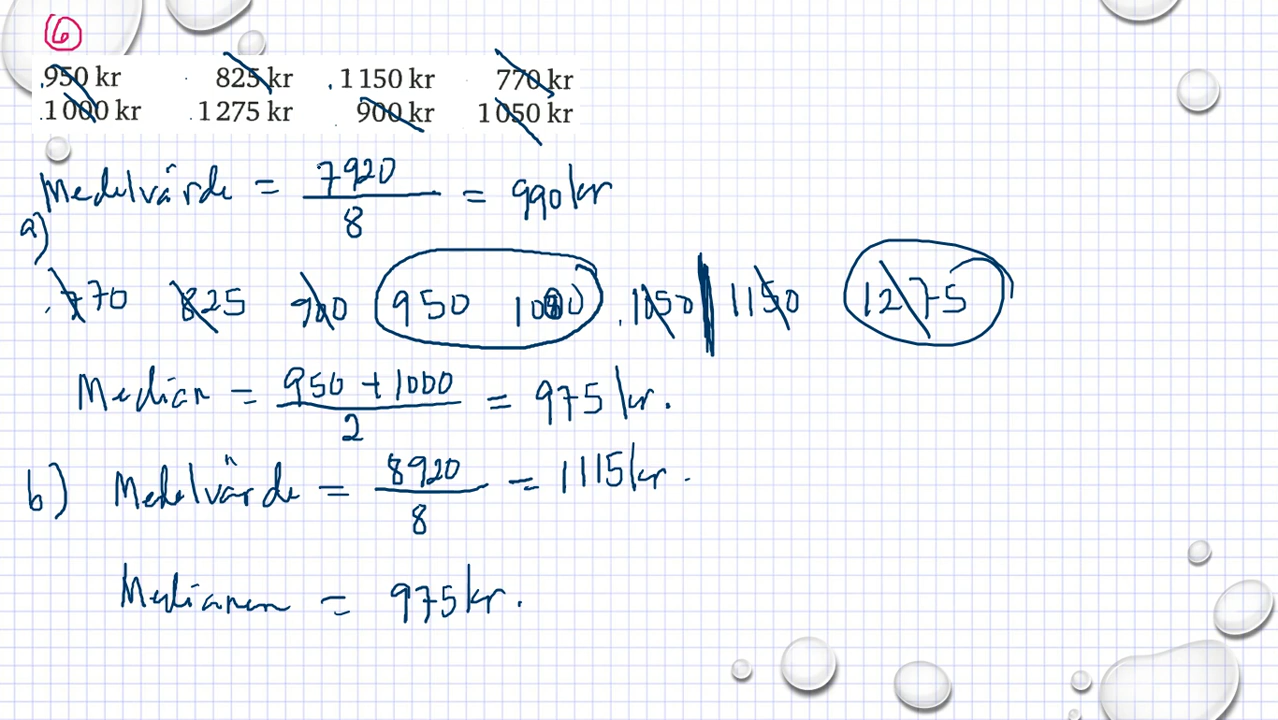 6
950 kr 825 kr 1 150 kr 770 kr
1 000 kr 1 275 kr 900 kr 1 050 kr
Medelvärde = 7920 / 8 = 990 kr
a)
770 825 900 950 1000 1050 1150 1275
Median = 950 + 1000 / 2 = 975 kr.
b) Medelvärde = 8920 / 8 = 1115 kr.
Medianen = 975 kr.